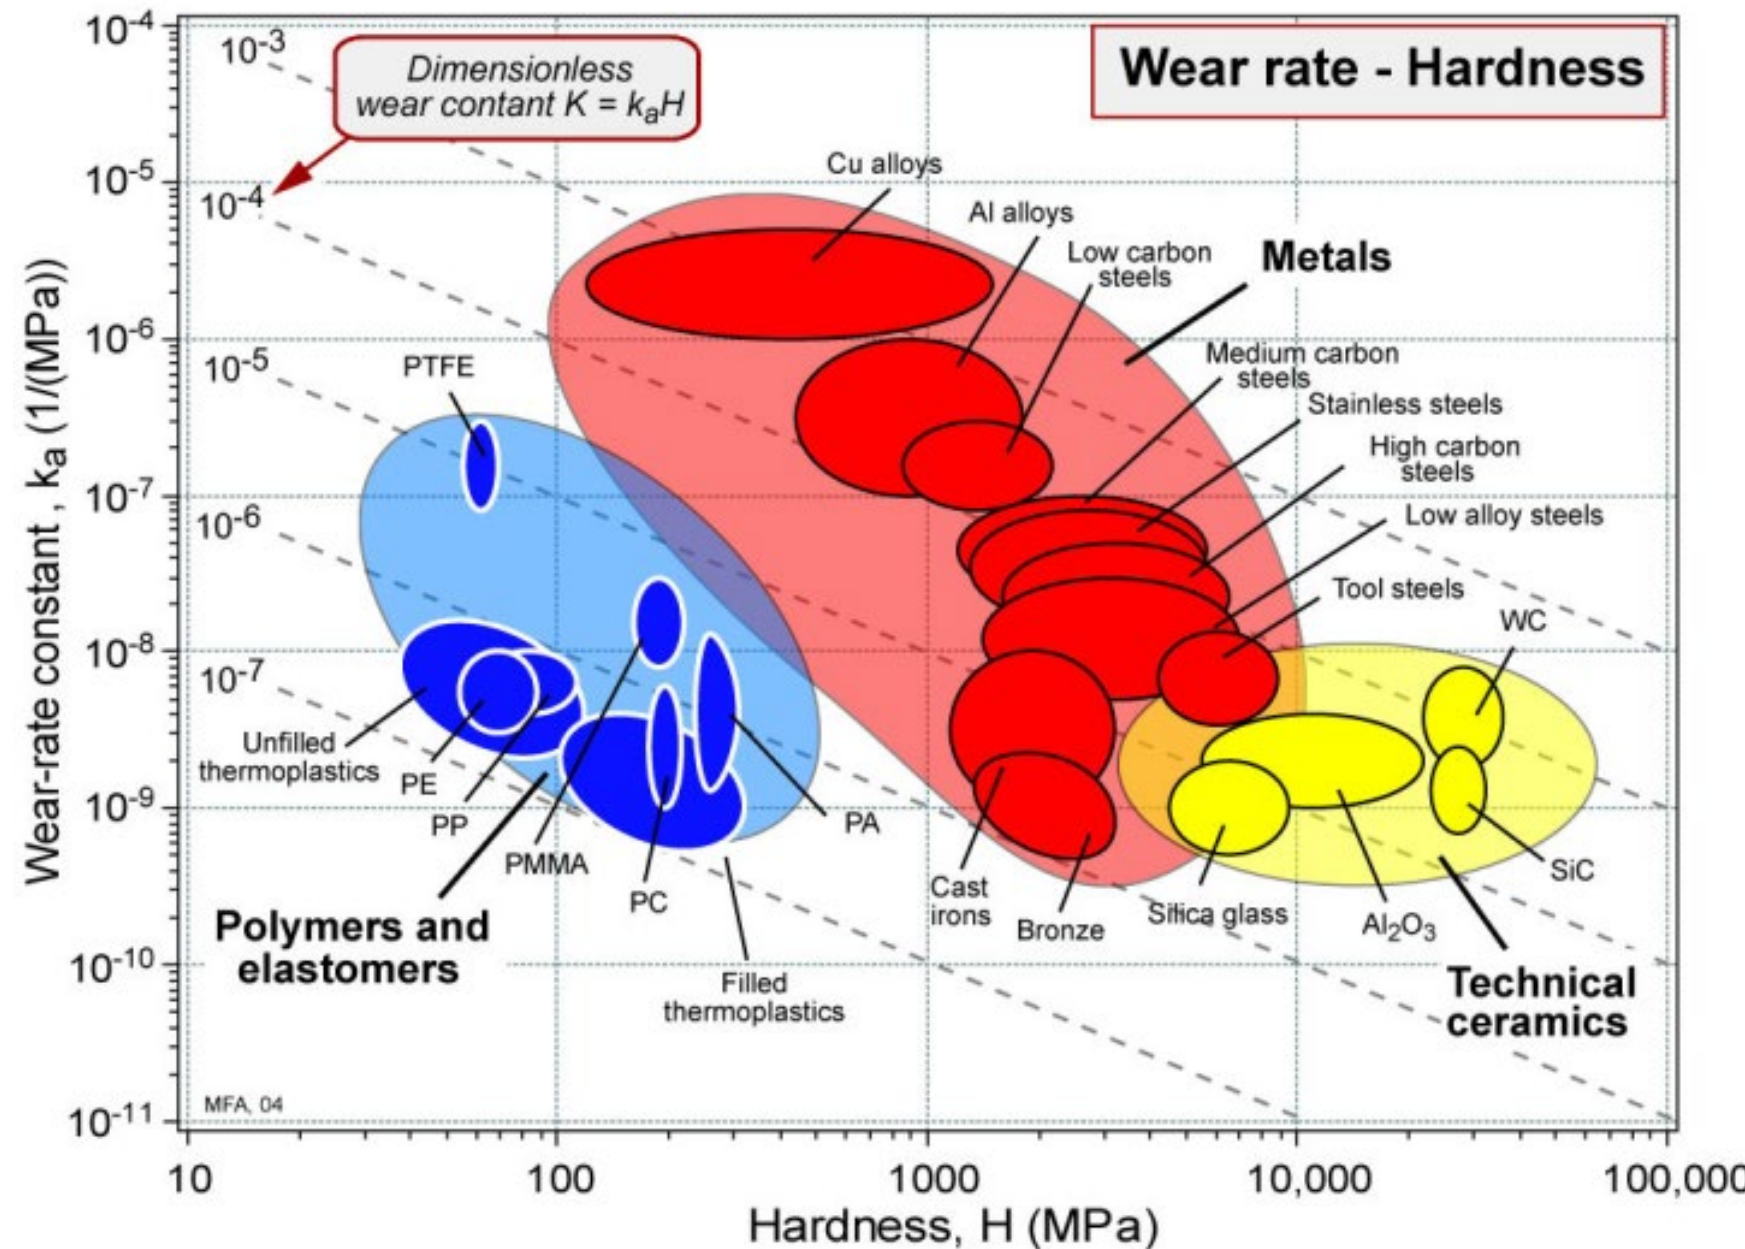 Wear rate - Hardness
Dimensionless
wear contant K = kₐH
10⁻³
10⁻⁴
10⁻⁵
10⁻⁶
10⁻⁷
Wear-rate constant , kₐ (1/(MPa))
10⁻⁴
10⁻⁵
10⁻⁶
10⁻⁷
10⁻⁸
10⁻⁹
10⁻¹⁰
10⁻¹¹
Cu alloys
Al alloys
Low carbon
steels
Metals
Medium carbon
steels
Stainless steels
High carbon
steels
Low alloy steels
Tool steels
WC
PTFE
Unfilled
thermoplastics
PE
PP
PMMA
PC
PA
Polymers and
elastomers
Filled
thermoplastics
Cast
irons
Bronze
Silica glass
Al₂O₃
SiC
Technical
ceramics
MFA, 04
10
100
1000
10,000
100,000
Hardness, H (MPa)